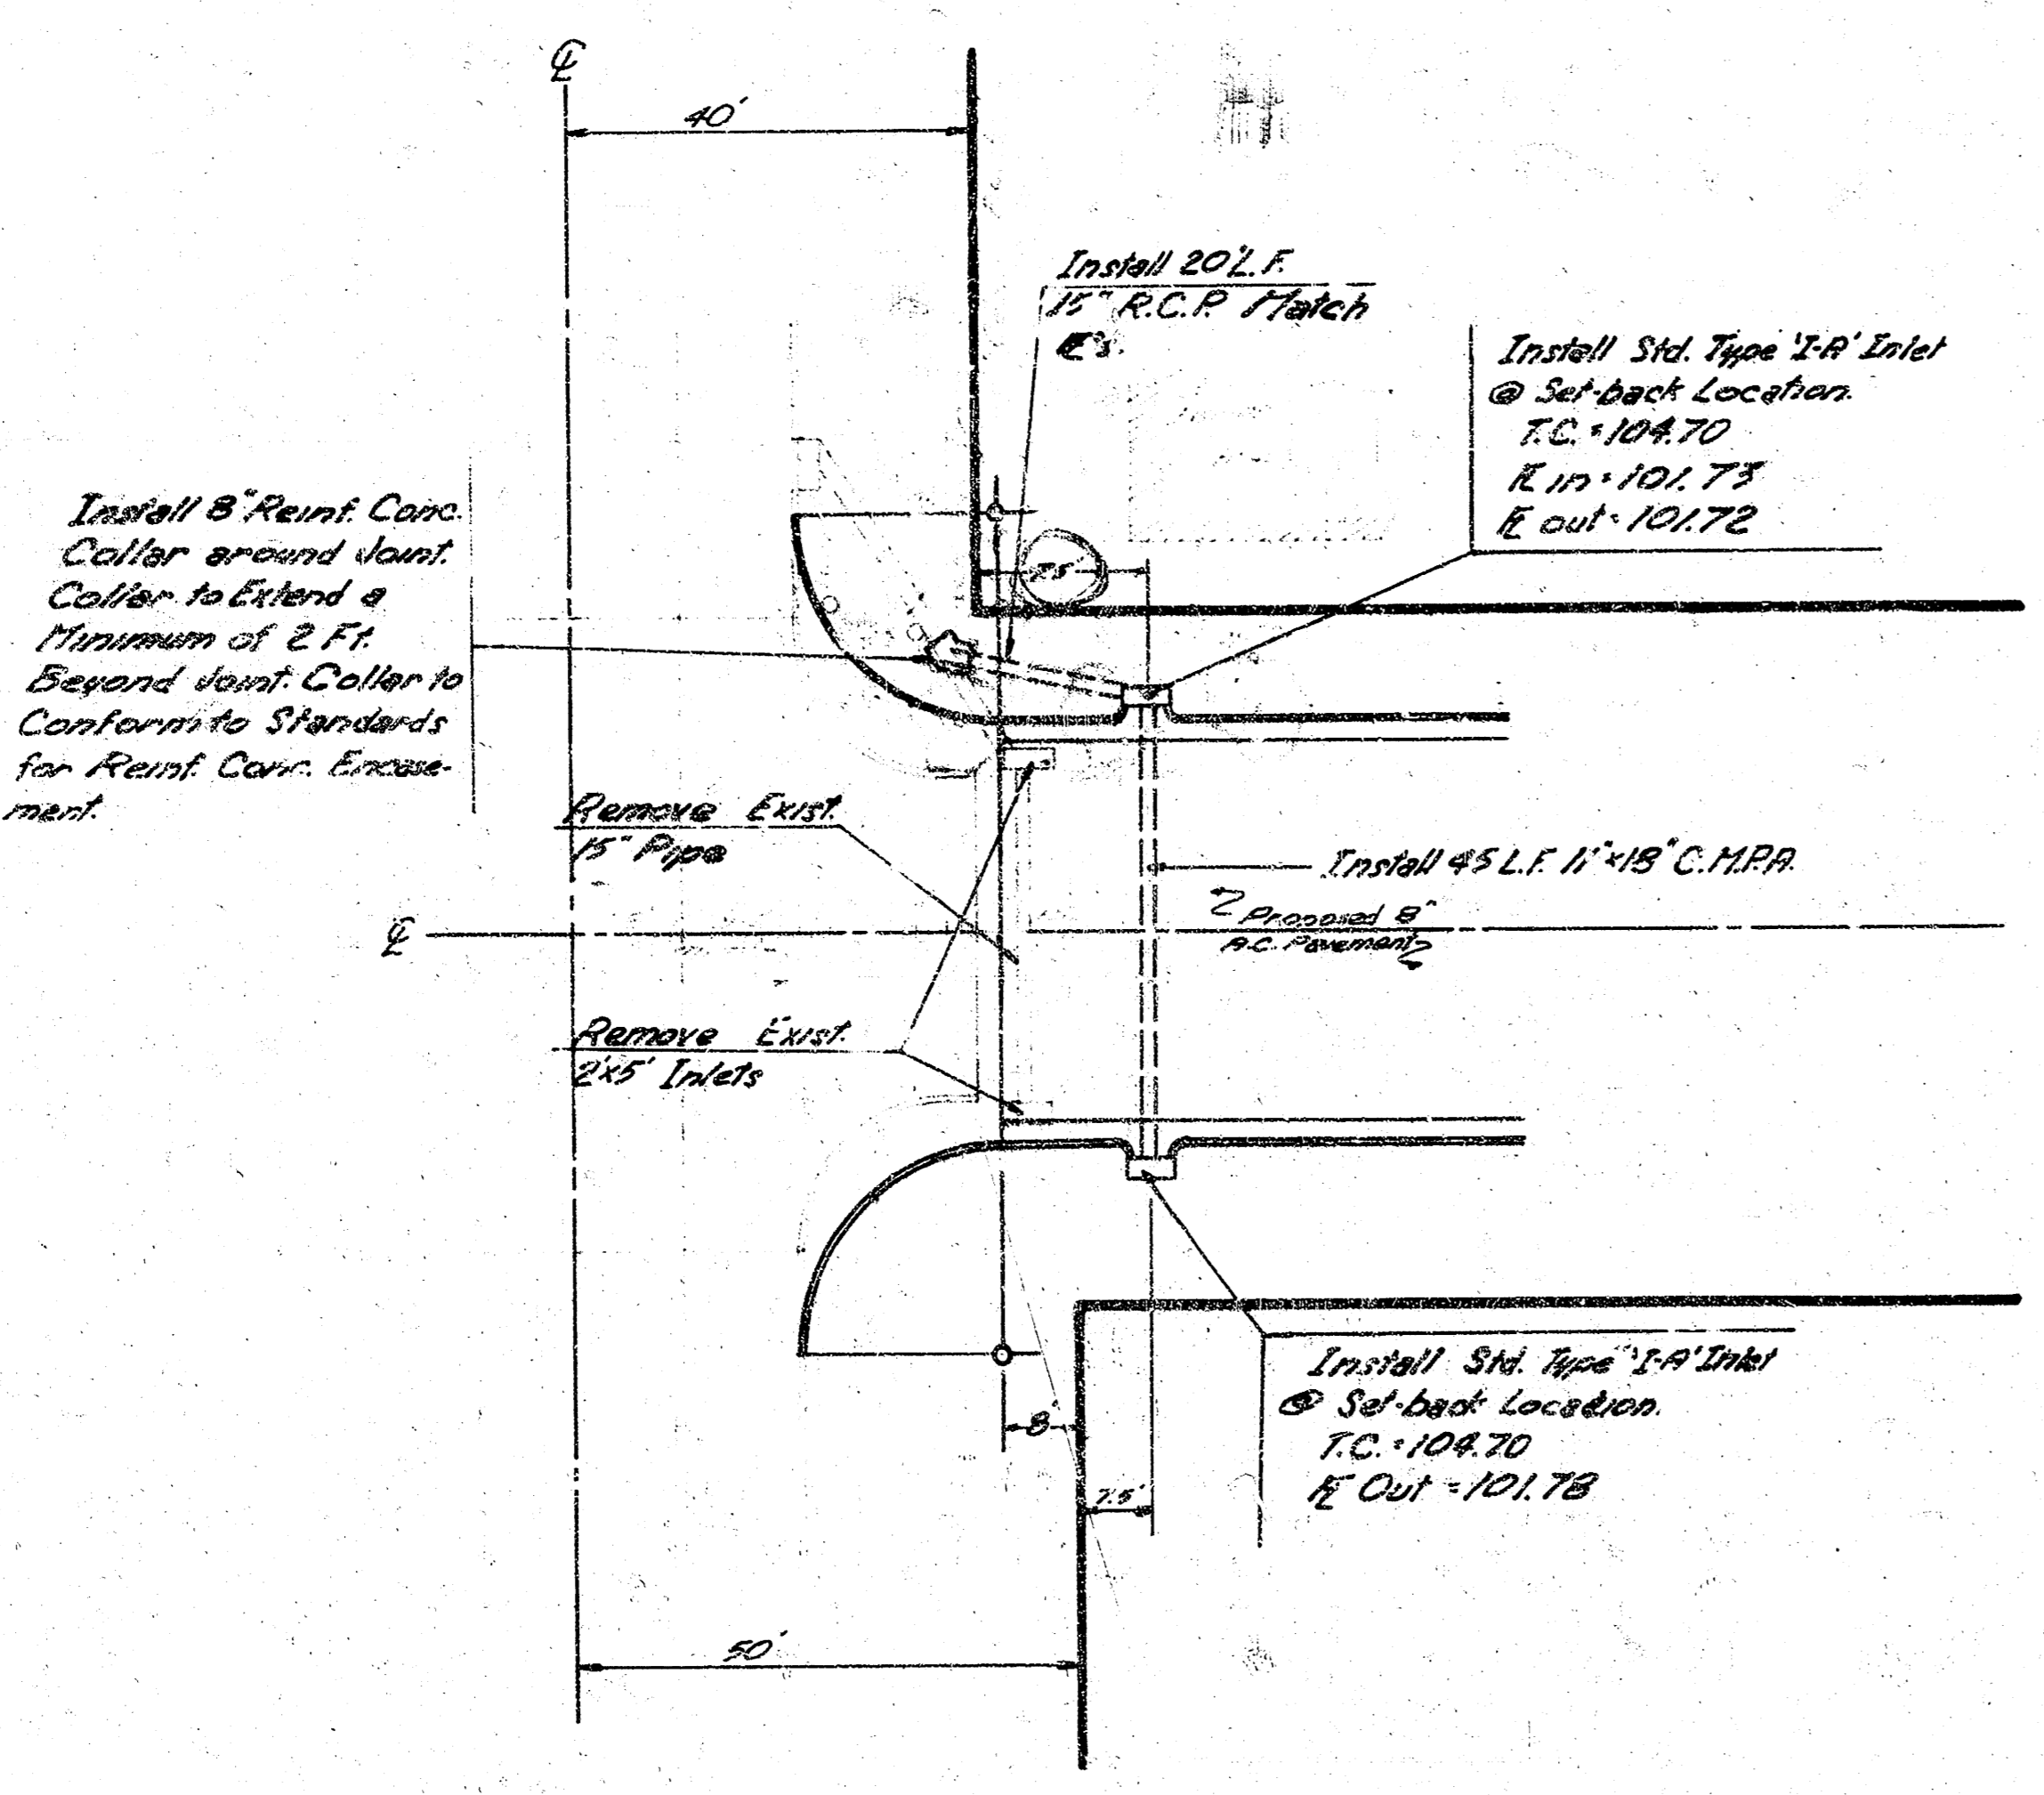 ℄
40'
Install 20' L.F.
15" R.C.P. Match
℄'s.
Install Std. Type 'I-A' Inlet
@ Set-back Location.
T.C. = 104.70
FL in = 101.73
FL out = 101.72
Install 8" Reinf. Conc.
Collar around Joint.
Collar to Extend a
Minimum of 2 Ft.
Beyond Joint. Collar to
Conform to Standards
for Reinf. Conc. Encase-
ment.
Remove Exist.
15" Pipe
Install 45 L.F. 11"x18" C.M.P.A.
℄
Proposed 8"
A.C. Pavement
Remove Exist.
2'x5' Inlets
Install Std. Type 'I-A' Inlet
@ Set-back Location.
T.C. = 104.70
FL Out = 101.78
8'
7.5'
50'